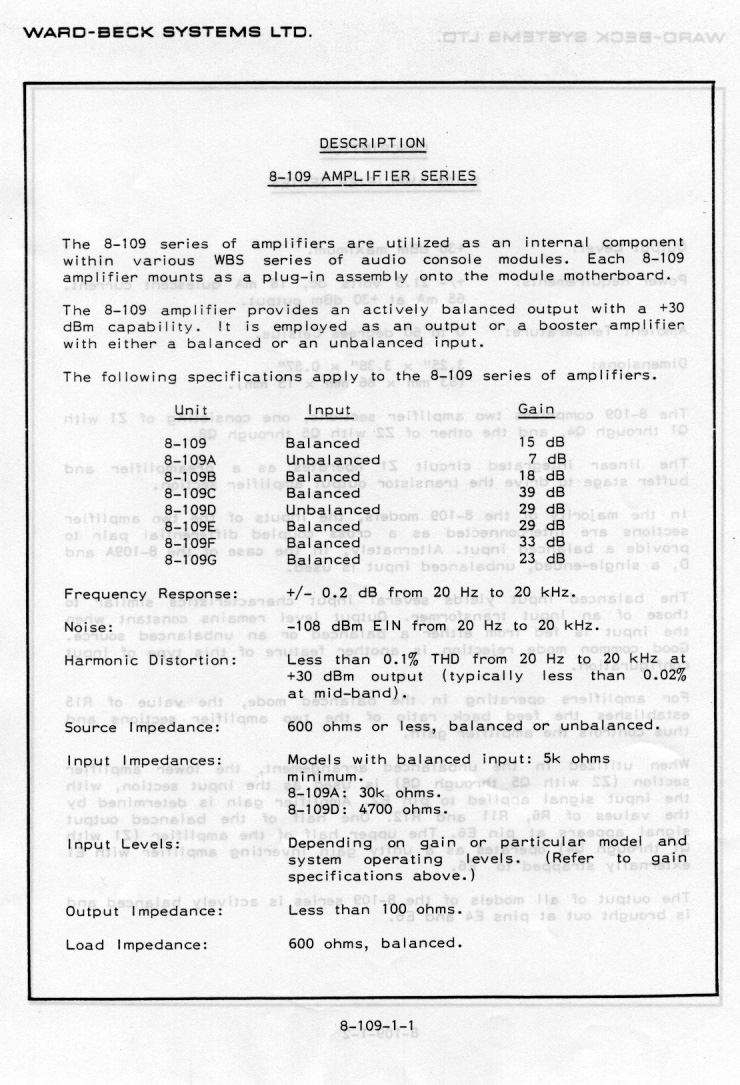 WARD-BECK SYSTEMS LTD.
DESCRIPTION
8-109 AMPLIFIER SERIES
The 8-109 series of amplifiers are utilized as an internal component
within various WBS series of audio console modules. Each 8-109
amplifier mounts as a plug-in assembly onto the module motherboard.
The 8-109 amplifier provides an actively balanced output with a +30
dBm capability. It is employed as an output or a booster amplifier
with either a balanced or an unbalanced input.
The following specifications apply to the 8-109 series of amplifiers.
Unit Input Gain
8-109 Balanced 15 dB
8-109A Unbalanced 7 dB
8-109B Balanced 18 dB
8-109C Balanced 39 dB
8-109D Unbalanced 29 dB
8-109E Balanced 29 dB
8-109F Balanced 33 dB
8-109G Balanced 23 dB
Frequency Response: +/- 0.2 dB from 20 Hz to 20 kHz.
Noise: -108 dBm EIN from 20 Hz to 20 kHz.
Harmonic Distortion: Less than 0.1% THD from 20 Hz to 20 kHz at
+30 dBm output (typically less than 0.02%
at mid-band).
Source Impedance: 600 ohms or less, balanced or unbalanced.
Input Impedances: Models with balanced input: 5k ohms
minimum.
8-109A: 30k ohms.
8-109D: 4700 ohms.
Input Levels: Depending on gain or particular model and
system operating levels. (Refer to gain
specifications above.)
Output Impedance: Less than 100 ohms.
Load Impedance: 600 ohms, balanced.
8-109-1-1